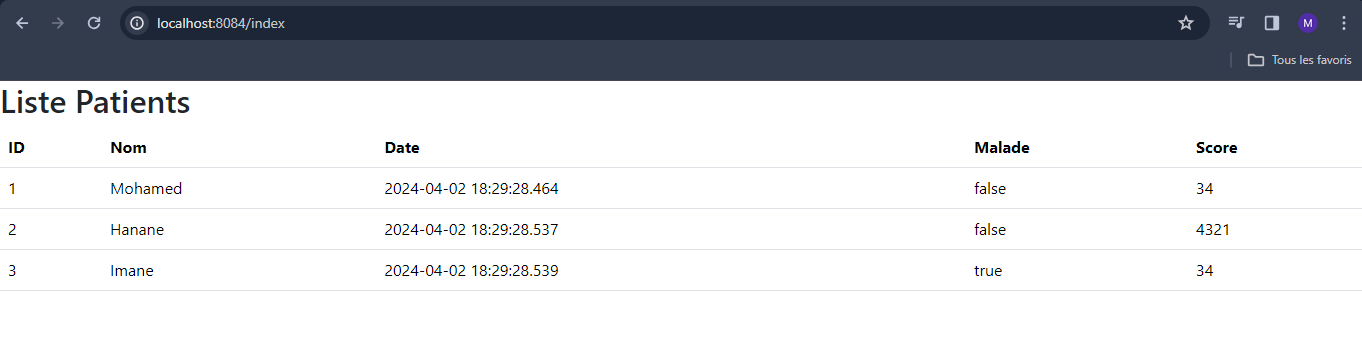 localhost:8084/index
M
Tous les favoris
Liste Patients
ID Nom Date Malade Score
1 Mohamed 2024-04-02 18:29:28.464 false 34
2 Hanane 2024-04-02 18:29:28.537 false 4321
3 Imane 2024-04-02 18:29:28.539 true 34